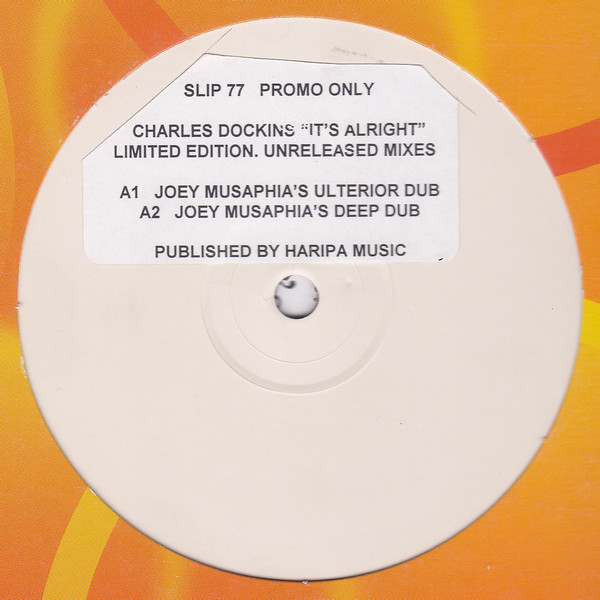 SLIP 77 PROMO ONLY
CHARLES DOCKINS "IT'S ALRIGHT"
LIMITED EDITION. UNRELEASED MIXES
A1 JOEY MUSAPHIA'S ULTERIOR DUB
A2 JOEY MUSAPHIA'S DEEP DUB
PUBLISHED BY HARIPA MUSIC